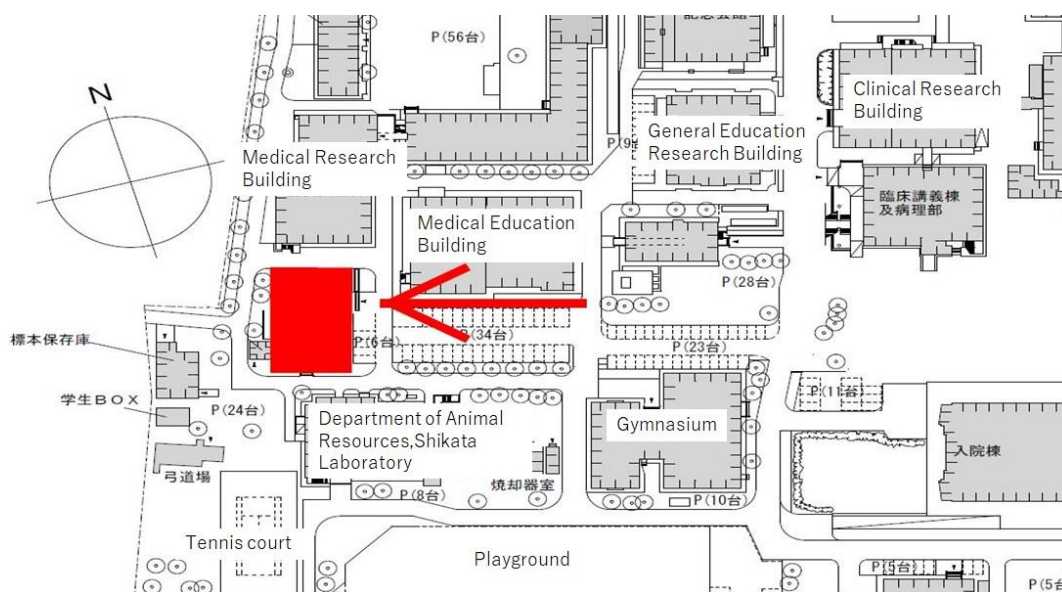 P(56台)
N
Clinical Research
Building
General Education
Research Building
Medical Research
Building
臨床講義棟
及病理部
Medical Education
Building
P(28台)
標本保存庫
P(6台)
P(34台)
P(23台)
学生BOX
P(24台)
P(11台)
Department of Animal
Resources,Shikata
Laboratory
Gymnasium
入院棟
弓道場
P(8台)
焼却器室
P(10台)
Tennis court
Playground
P(5台)
P(5台